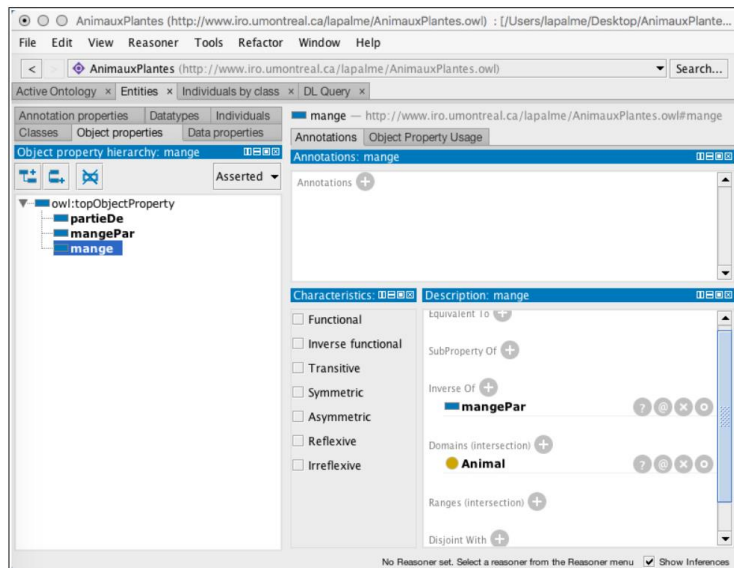 AnimauxPlantes (http://www.iro.umontreal.ca/lapalme/AnimauxPlantes.owl) : [/Users/lapalme/Desktop/AnimauxPlante...
File Edit View Reasoner Tools Refactor Window Help
< > AnimauxPlantes (http://www.iro.umontreal.ca/lapalme/AnimauxPlantes.owl) Search...
Active Ontology × Entities × Individuals by class × DL Query ×
Annotation properties Datatypes Individuals
Classes Object properties Data properties
Object property hierarchy: mange
Asserted
owl:topObjectProperty
partieDe
mangePar
mange
mange — http://www.iro.umontreal.ca/lapalme/AnimauxPlantes.owl#mange
Annotations Object Property Usage
Annotations: mange
Annotations
Characteristics:
Functional
Inverse functional
Transitive
Symmetric
Asymmetric
Reflexive
Irreflexive
Description: mange
Equivalent To
SubProperty Of
Inverse Of
mangePar
Domains (intersection)
Animal
Ranges (intersection)
Disjoint With
No Reasoner set. Select a reasoner from the Reasoner menu Show Inferences